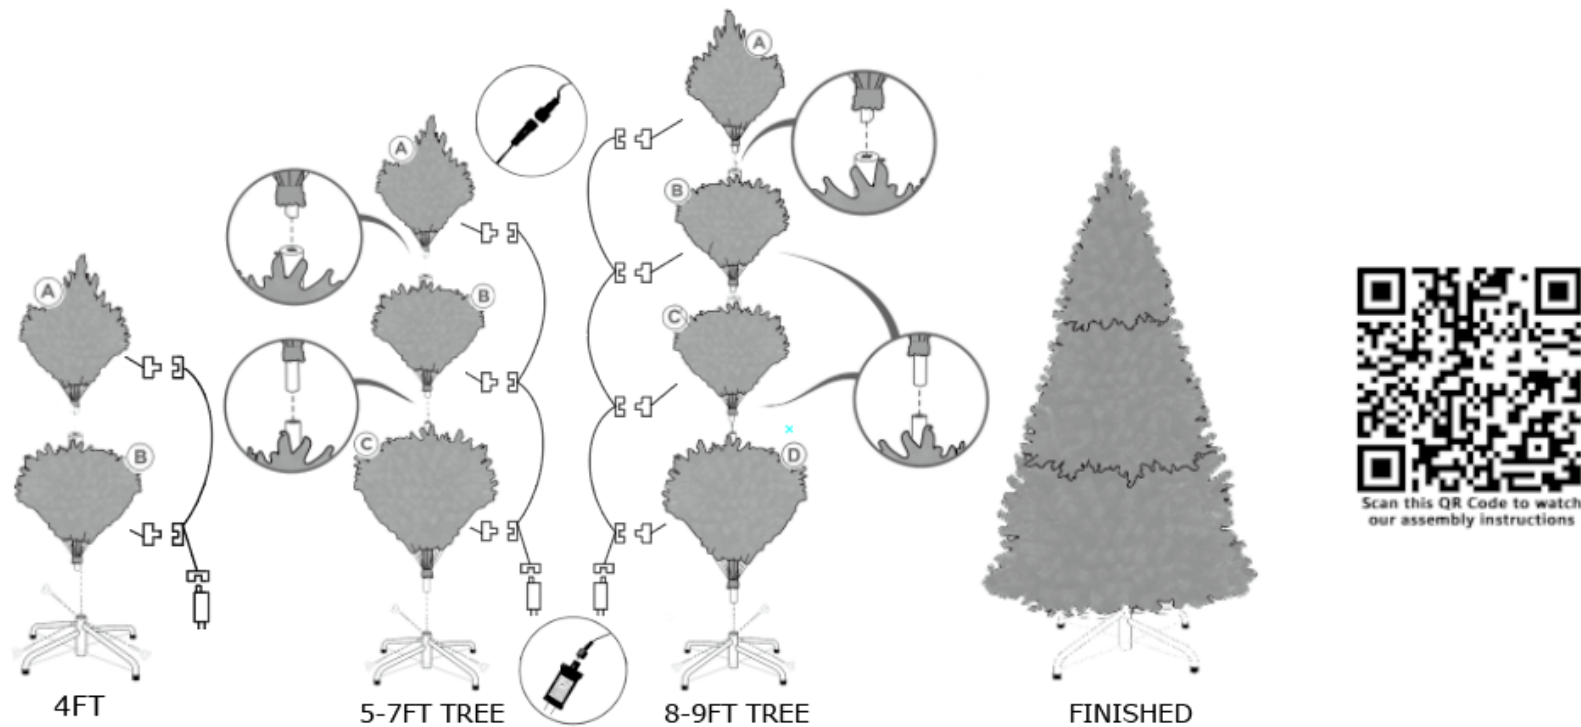 A
B
4FT
A
B
C
5-7FT TREE
A
B
C
D
8-9FT TREE
FINISHED
Scan this QR Code to watch
our assembly instructions